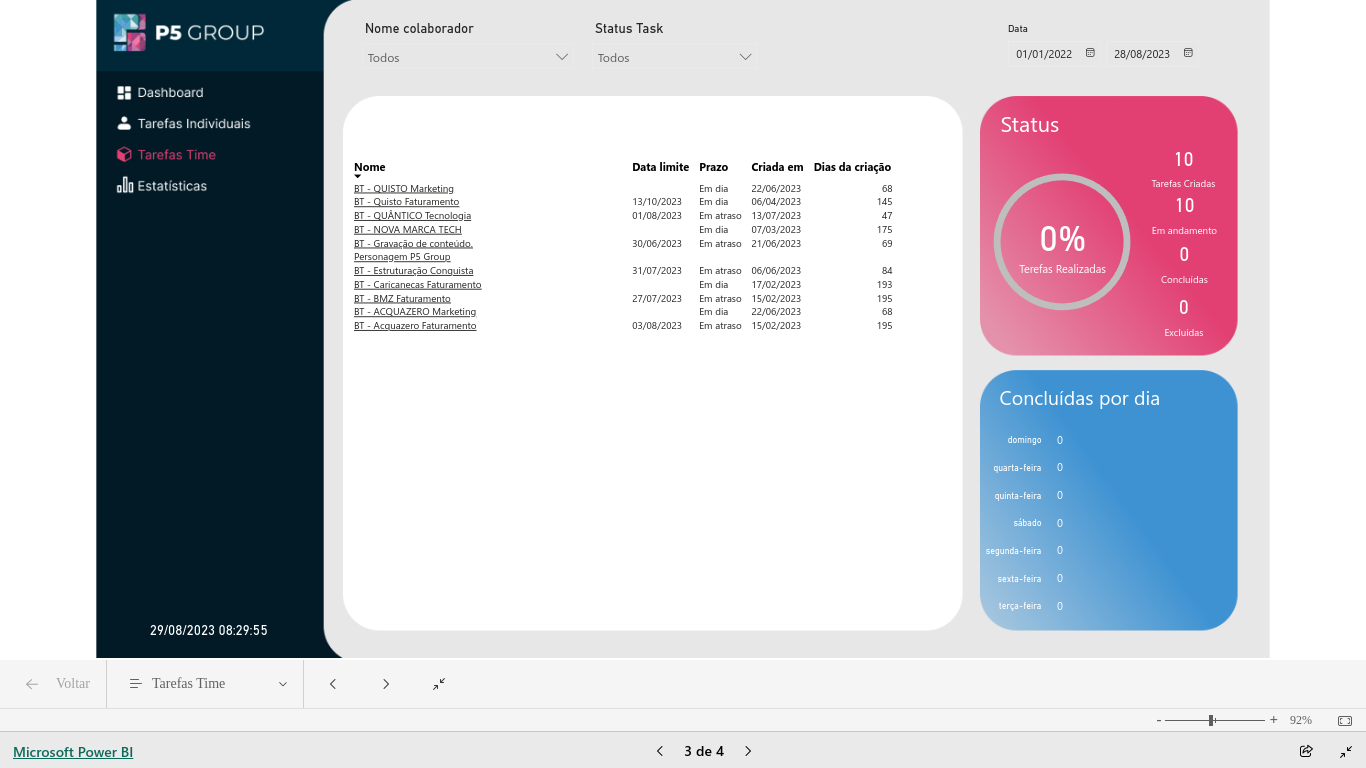 P5 GROUP
Dashboard
Tarefas Individuais
Tarefas Time
Estatísticas
29/08/2023 08:29:55
Nome colaborador
Todos
Status Task
Todos
Data
01/01/2022 28/08/2023
Nome Data limite Prazo Criada em Dias da criação
BT - QUISTO Marketing Em dia 22/06/2023 68
BT - Quisto Faturamento 13/10/2023 Em dia 06/04/2023 145
BT - QUÂNTICO Tecnologia 01/08/2023 Em atraso 13/07/2023 47
BT - NOVA MARCA TECH Em dia 07/03/2023 175
BT - Gravação de conteúdo. 30/06/2023 Em atraso 21/06/2023 69
Personagem P5 Group
BT - Estruturação Conquista 31/07/2023 Em atraso 06/06/2023 84
BT - Caricanecas Faturamento Em dia 17/02/2023 193
BT - BMZ Faturamento 27/07/2023 Em atraso 15/02/2023 195
BT - ACQUAZERO Marketing Em dia 22/06/2023 68
BT - Acquazero Faturamento 03/08/2023 Em atraso 15/02/2023 195
Status
0%
Terefas Realizadas
10
Tarefas Criadas
10
Em andamento
0
Concluídas
0
Excluidas
Concluídas por dia
domingo 0
quarta-feira 0
quinta-feira 0
sábado 0
segunda-feira 0
sexta-feira 0
terça-feira 0
Voltar
Tarefas Time
- + 92%
Microsoft Power BI
3 de 4